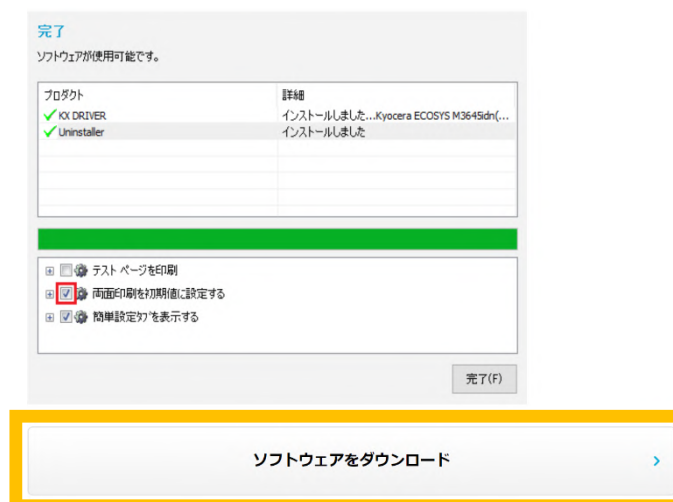 完了
ソフトウェアが使用可能です。
プロダクト 詳細
KX DRIVER インストールしました...Kyocera ECOSYS M3645idn(...
Uninstaller インストールしました
テスト ページを印刷
両面印刷を初期値に設定する
簡単設定タブを表示する
完了(F)
ソフトウェアをダウンロード